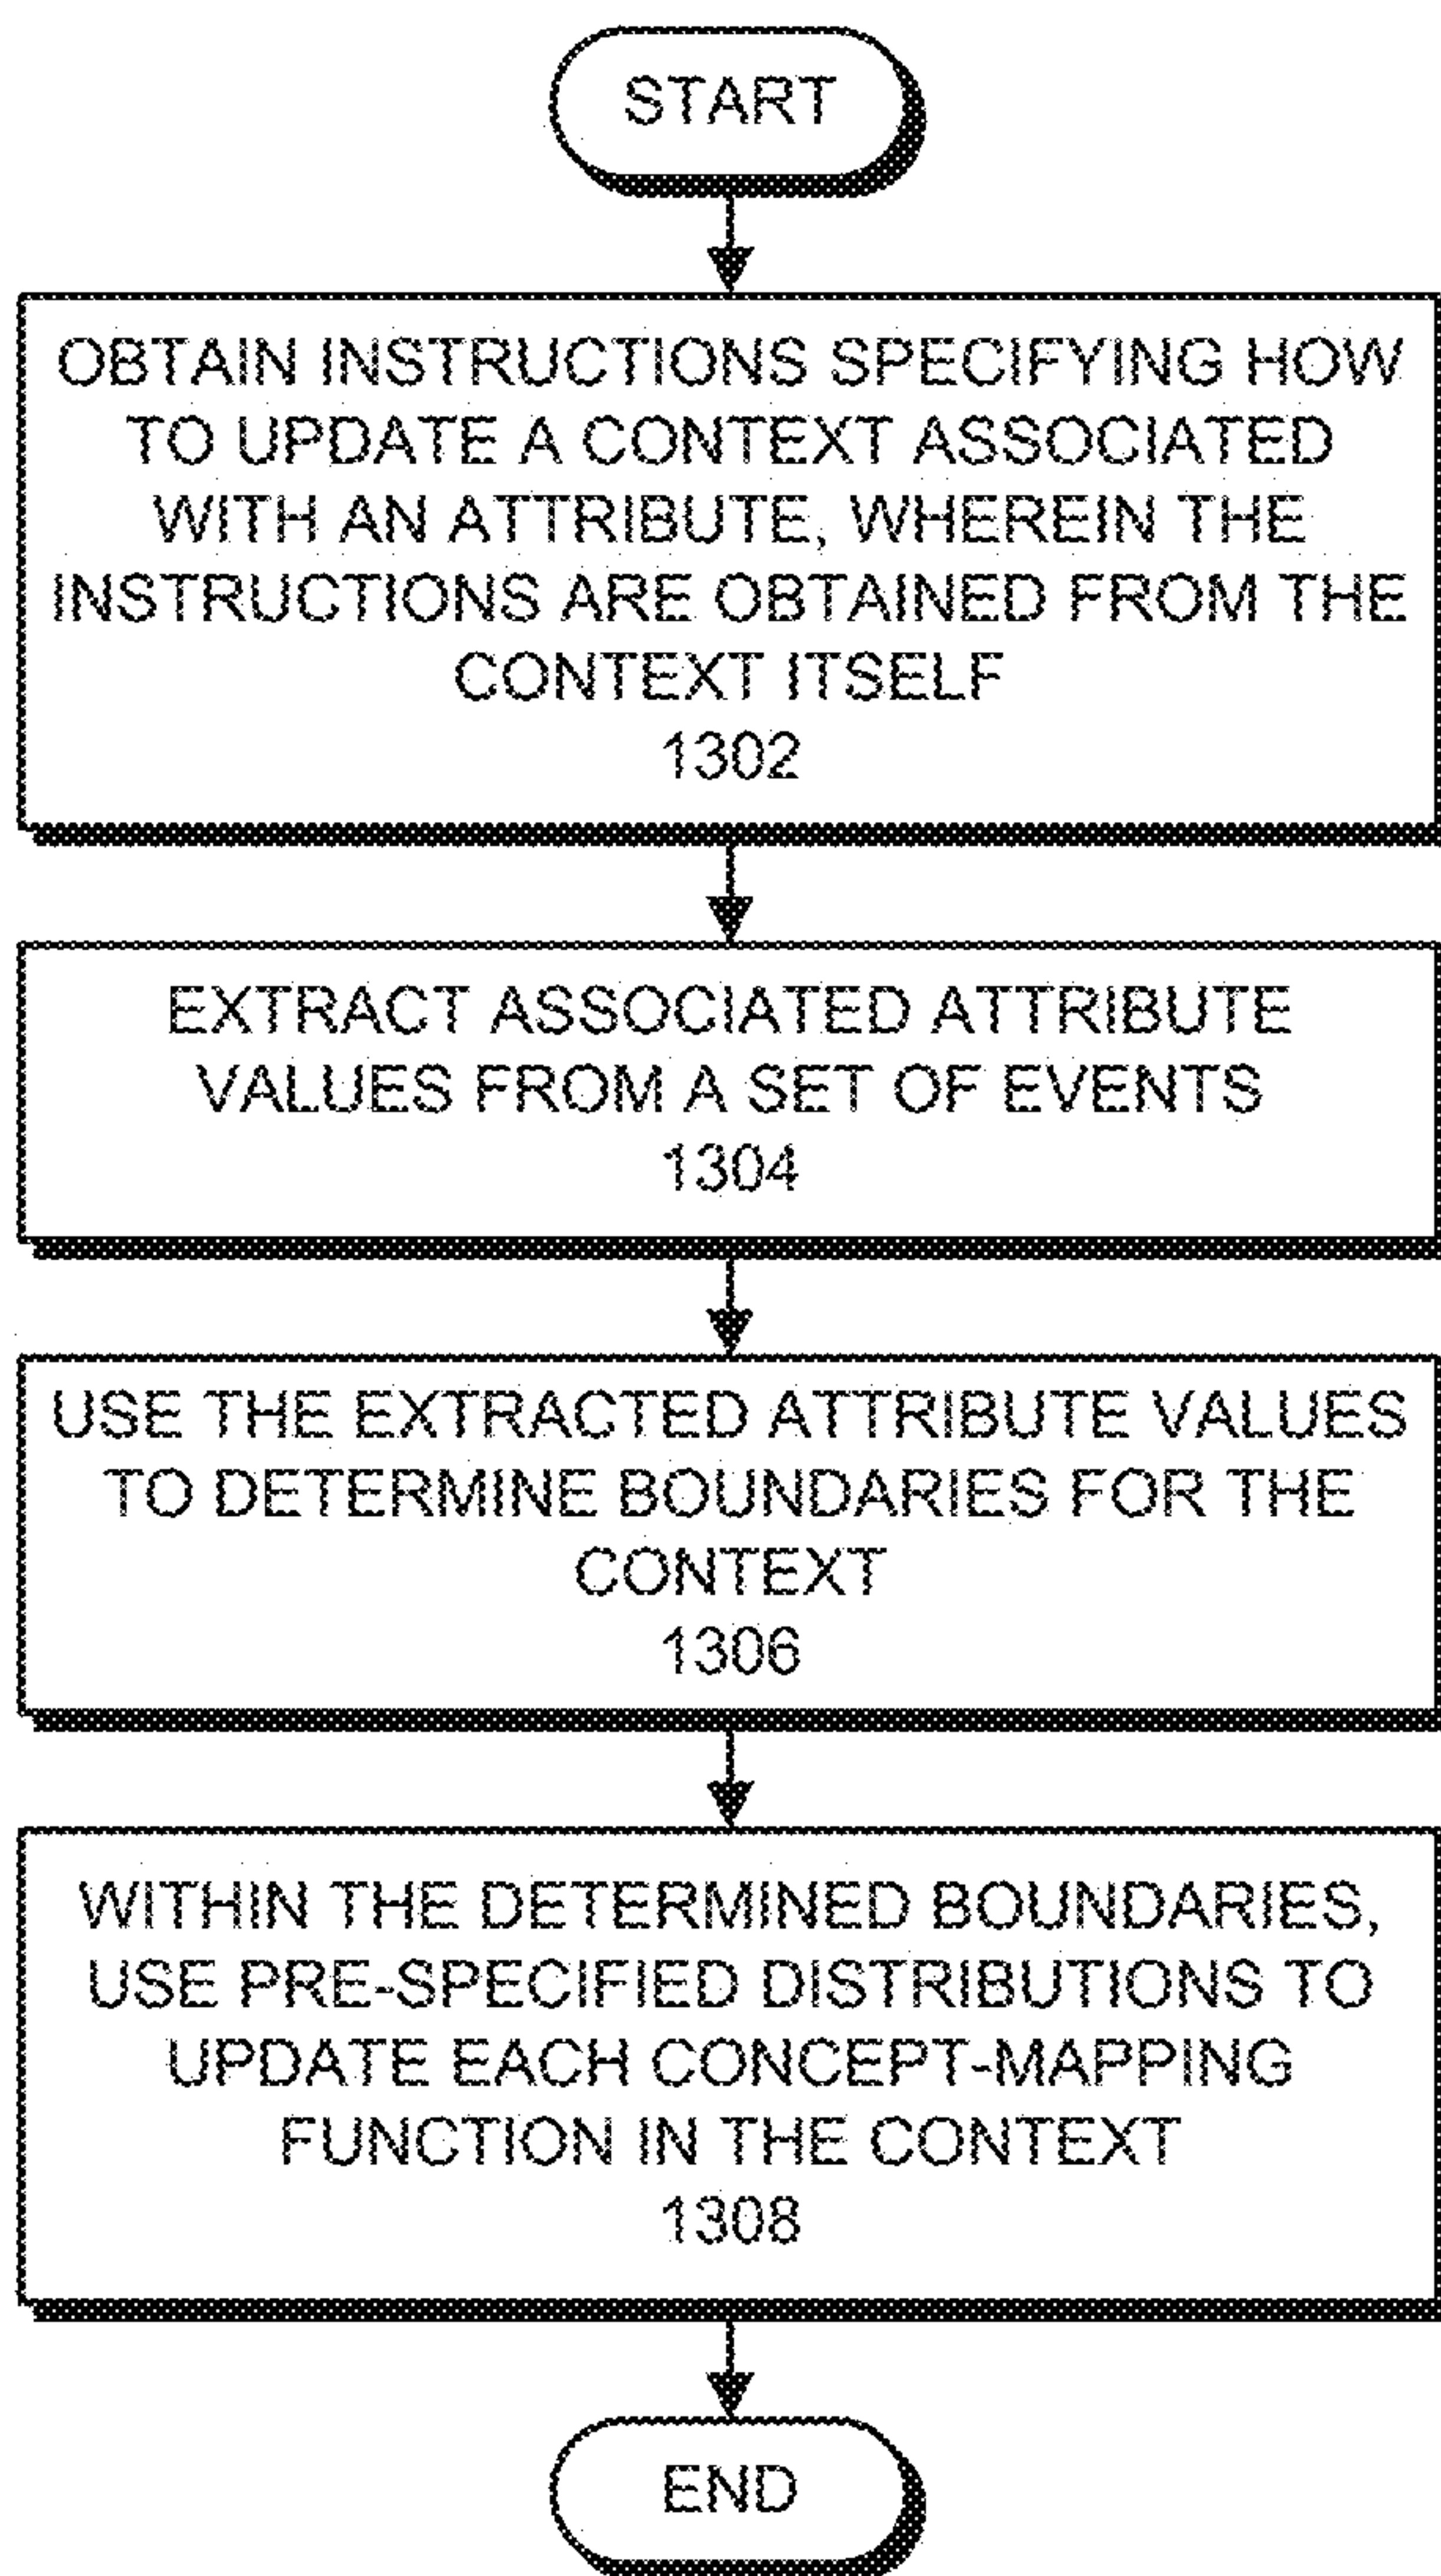 START
OBTAIN INSTRUCTIONS SPECIFYING HOW
TO UPDATE A CONTEXT ASSOCIATED
WITH AN ATTRIBUTE, WHEREIN THE
INSTRUCTIONS ARE OBTAINED FROM THE
CONTEXT ITSELF
1302
EXTRACT ASSOCIATED ATTRIBUTE
VALUES FROM A SET OF EVENTS
1304
USE THE EXTRACTED ATTRIBUTE VALUES
TO DETERMINE BOUNDARIES FOR THE
CONTEXT
1306
WITHIN THE DETERMINED BOUNDARIES,
USE PRE-SPECIFIED DISTRIBUTIONS TO
UPDATE EACH CONCEPT-MAPPING
FUNCTION IN THE CONTEXT
1308
END